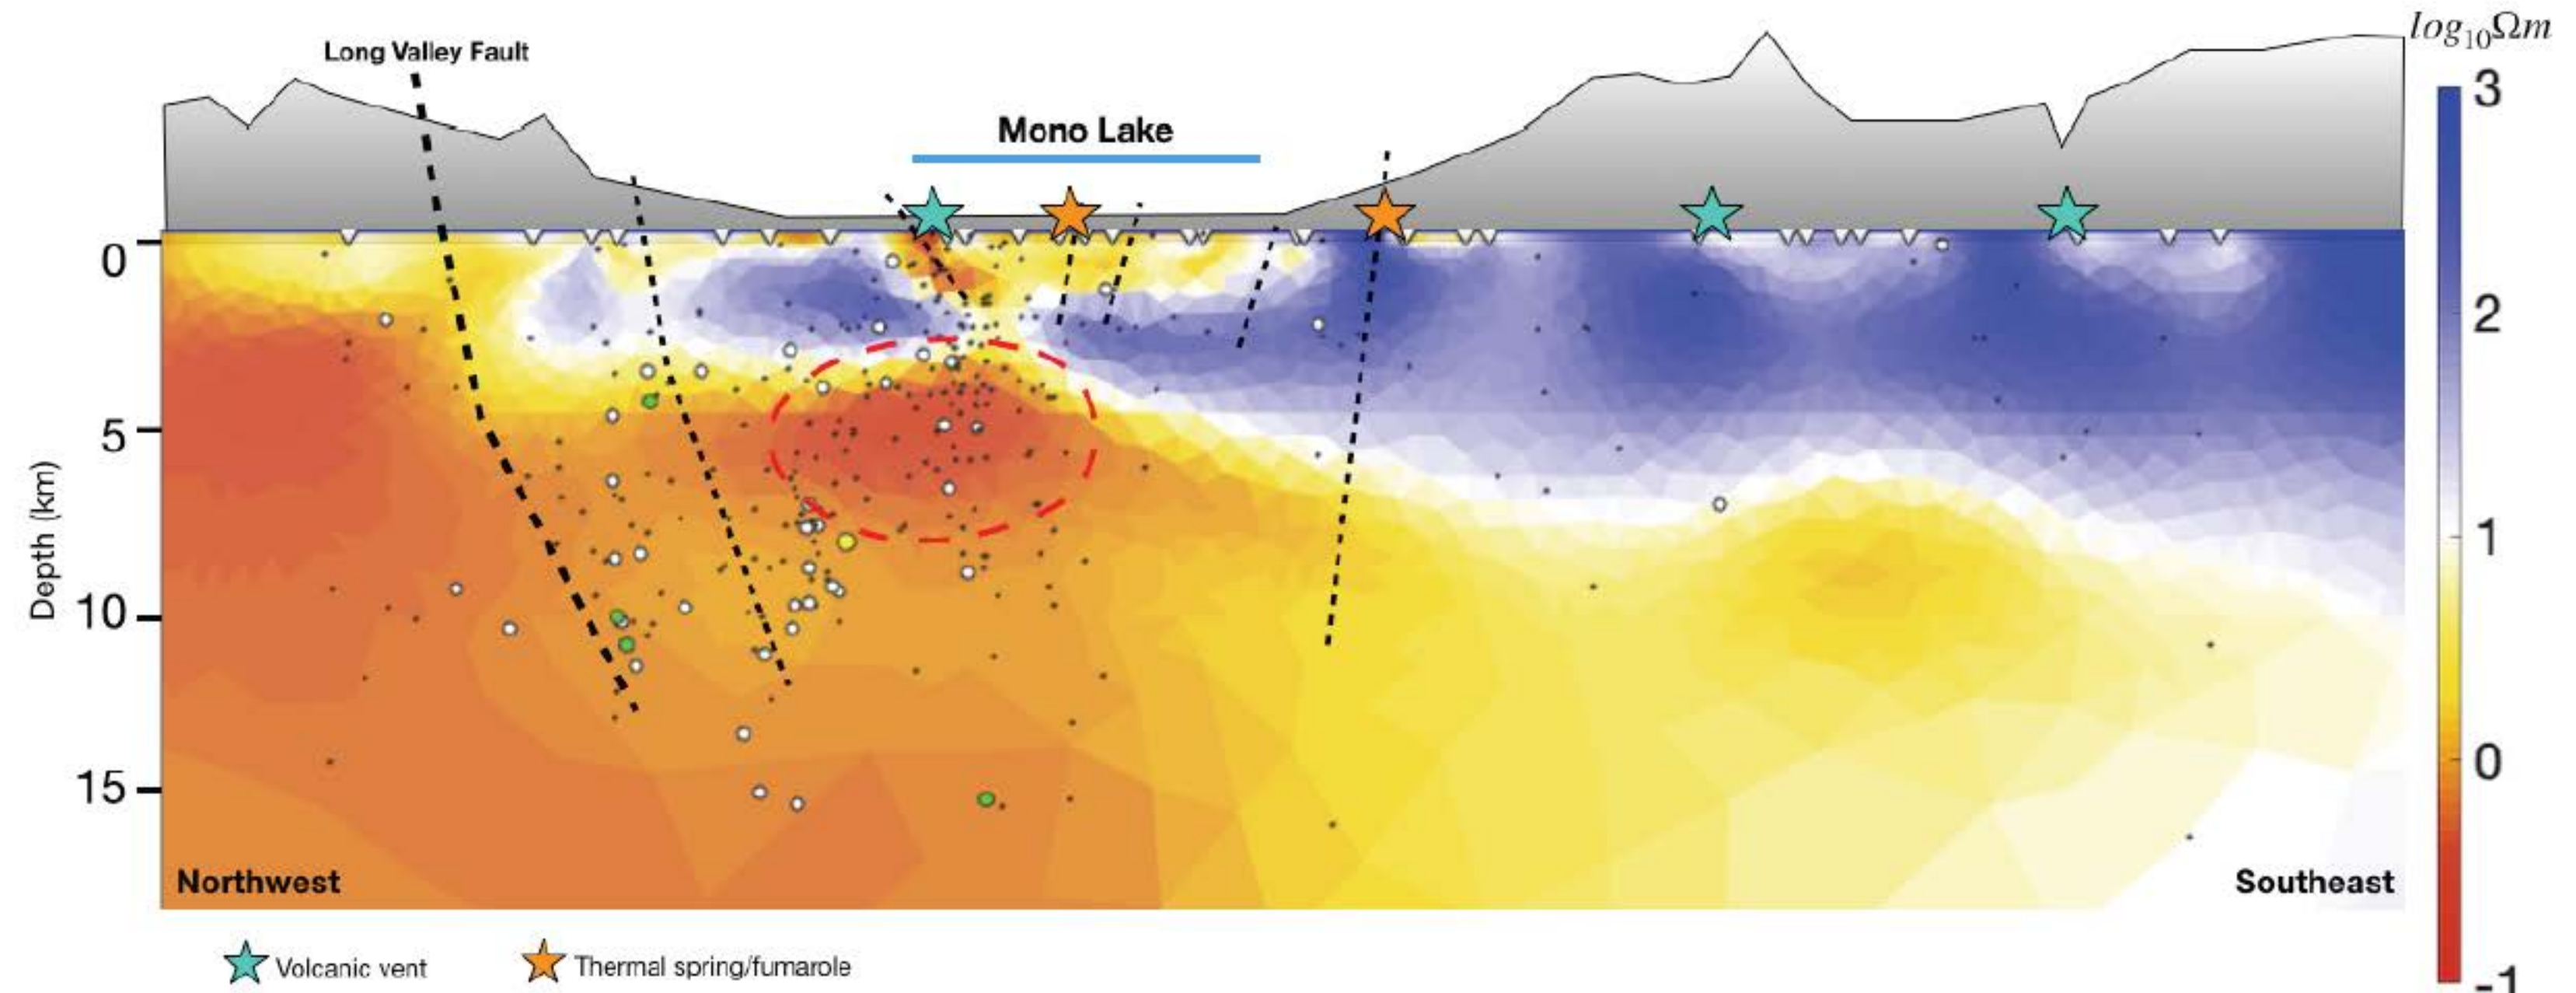 Long Valley Fault
Mono Lake
log₁₀Ωm
3
2
1
0
-1
Depth (km)
0
5
10
15
Northwest
Southeast
Volcanic vent
Thermal spring/fumarole